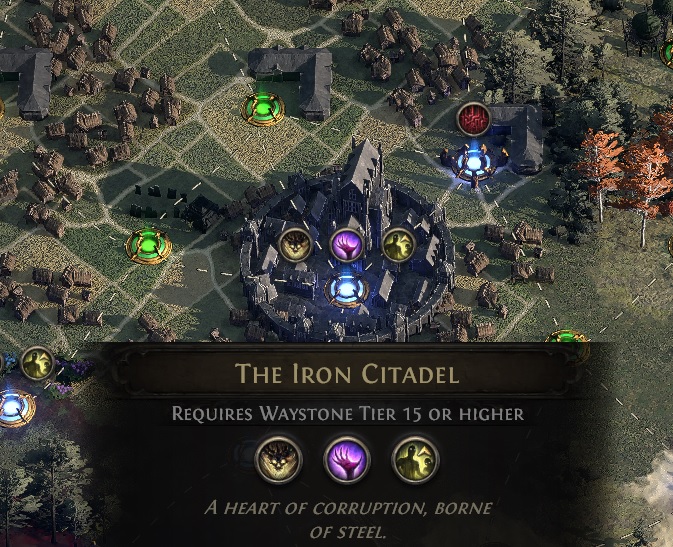 The Iron Citadel
Requires Waystone Tier 15 or higher
A heart of corruption, borne
of steel.